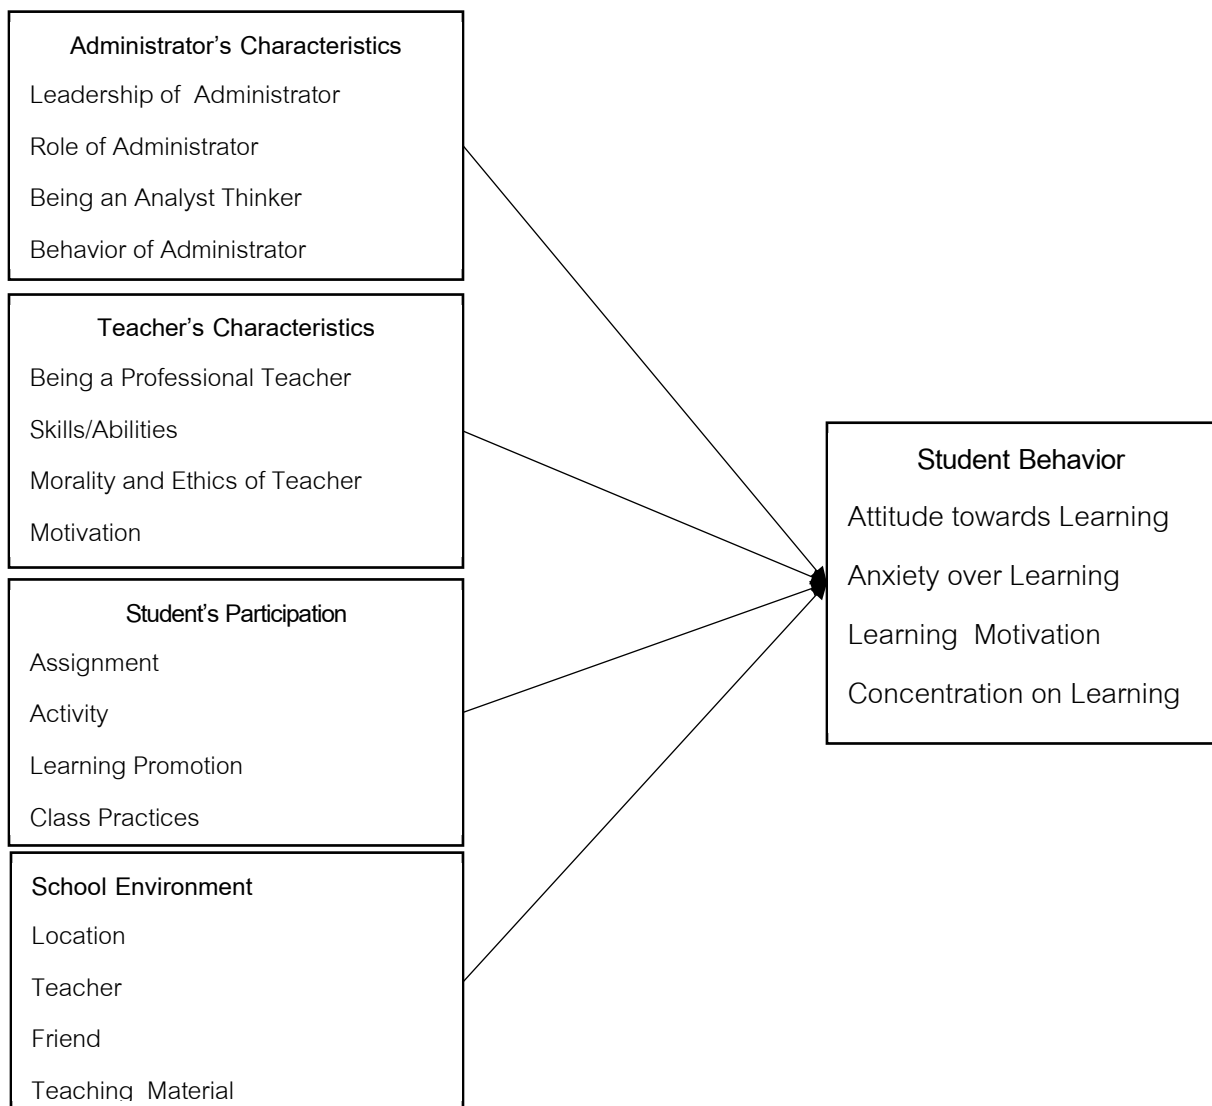 Administrator’s Characteristics
Leadership of Administrator
Role of Administrator
Being an Analyst Thinker
Behavior of Administrator
Teacher’s Characteristics
Being a Professional Teacher
Skills/Abilities
Morality and Ethics of Teacher
Motivation
Student’s Participation
Assignment
Activity
Learning Promotion
Class Practices
School Environment
Location
Teacher
Friend
Teaching Material
Student Behavior
Attitude towards Learning
Anxiety over Learning
Learning Motivation
Concentration on Learning